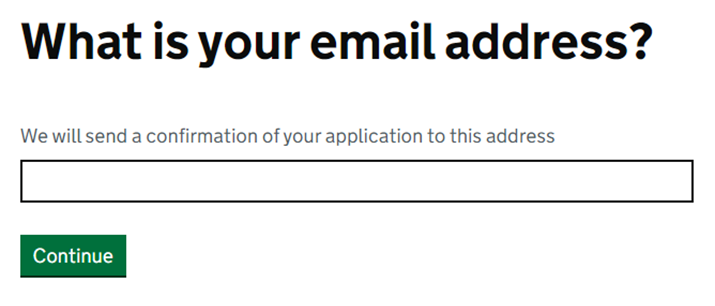 What is your email address?
We will send a confirmation of your application to this address
Continue